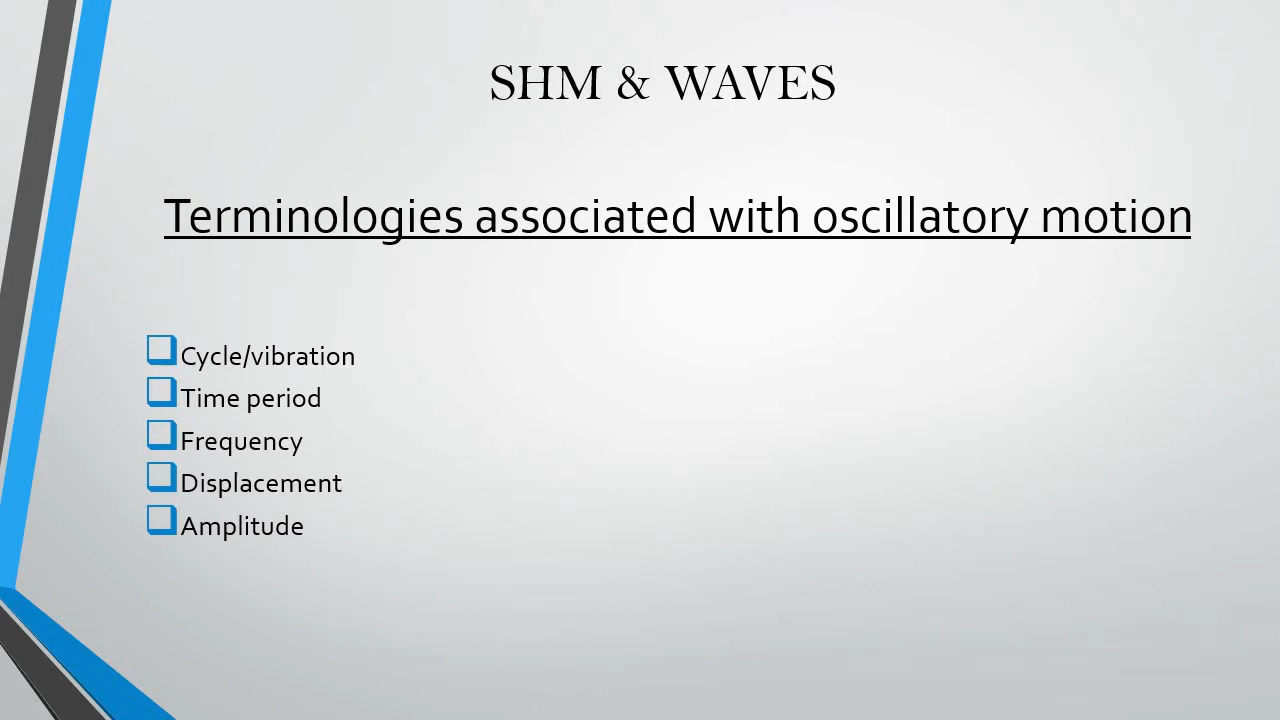 SHM & WAVES
Terminologies associated with oscillatory motion
Cycle/vibration
Time period
Frequency
Displacement
Amplitude